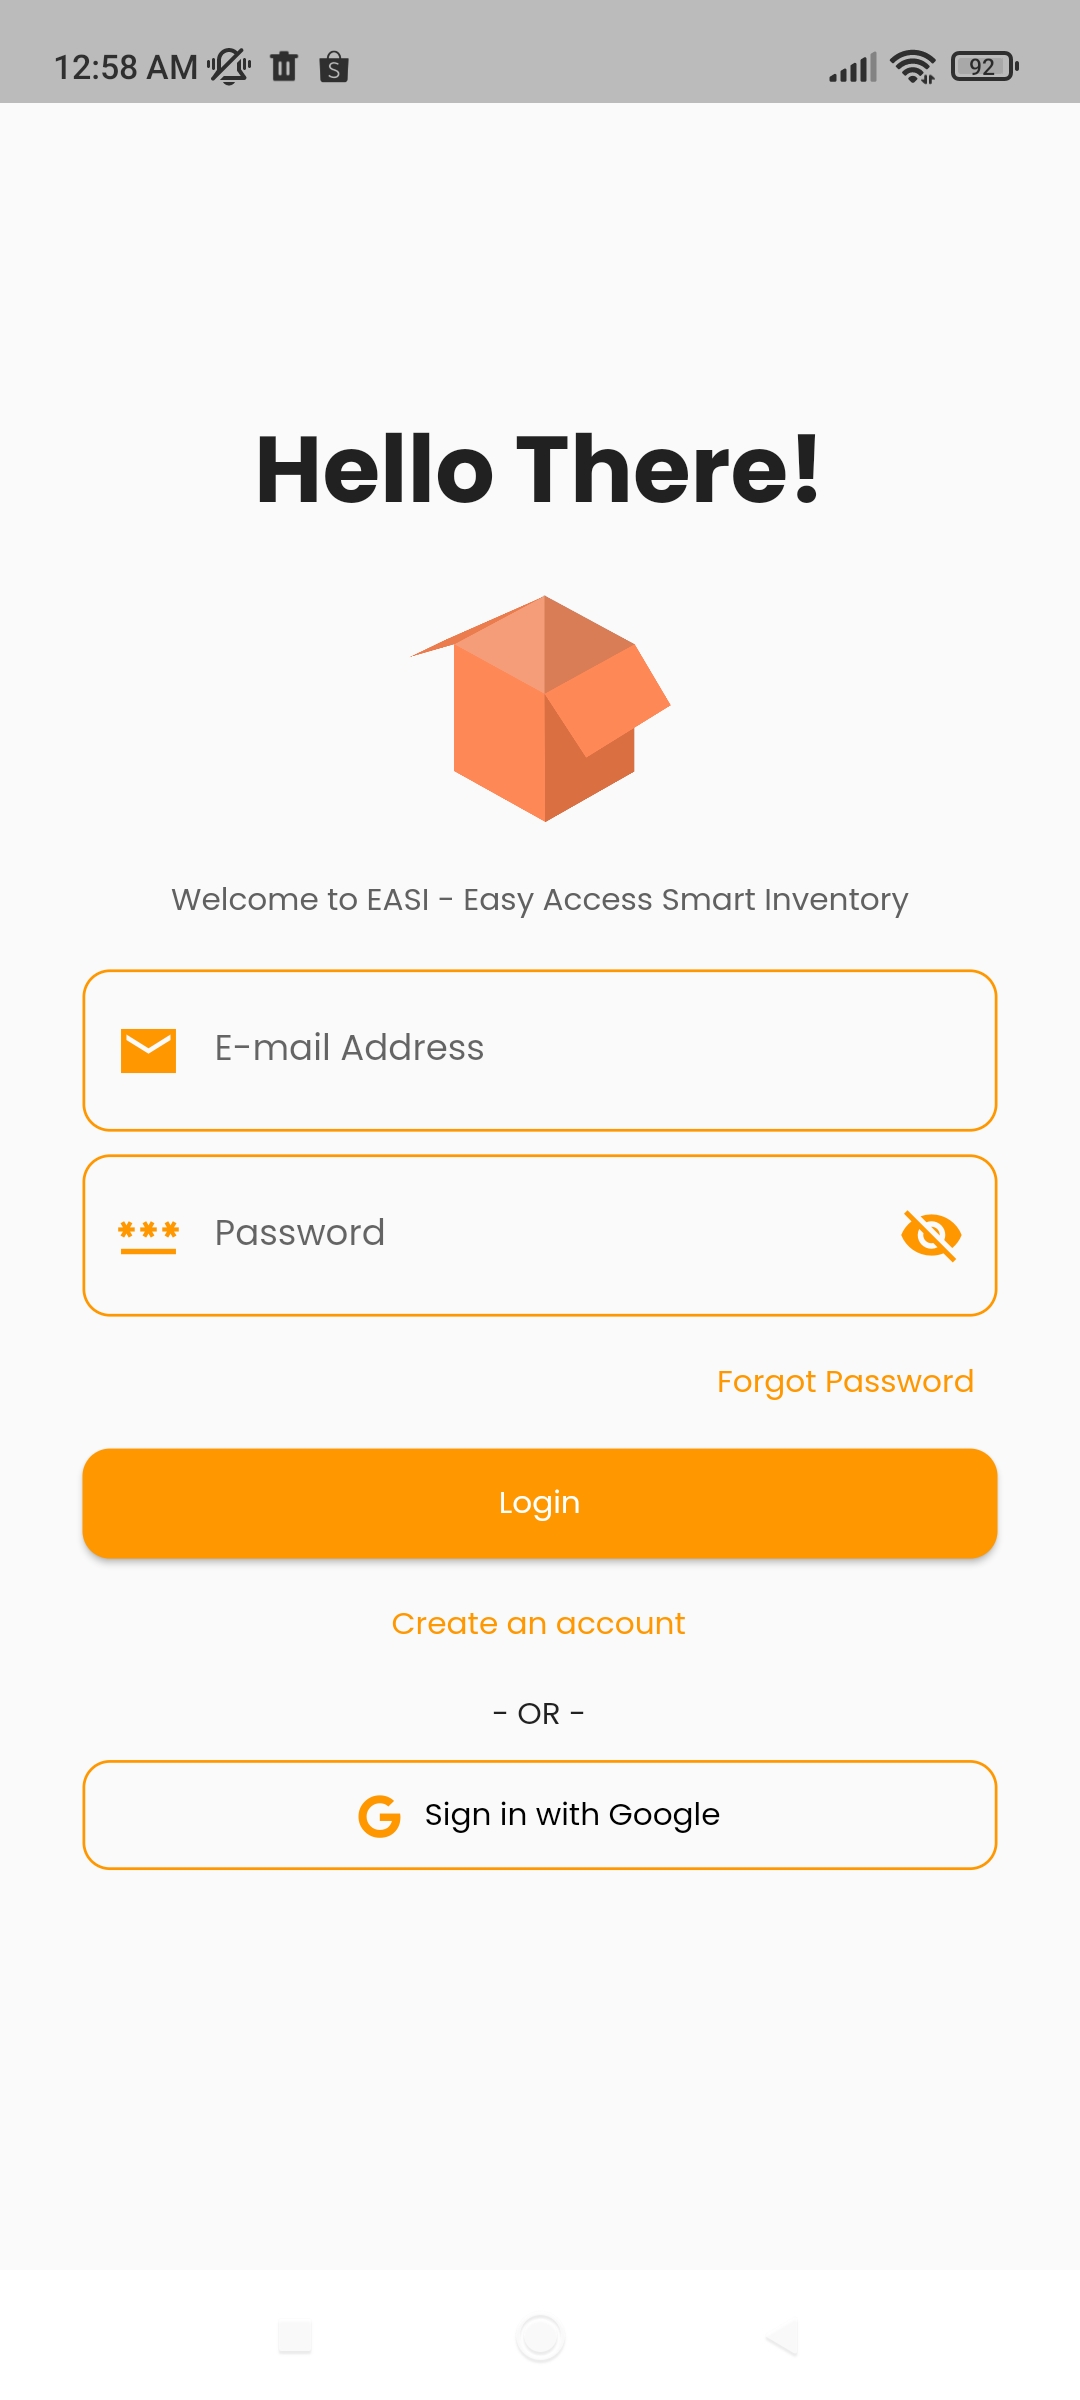 12:58 AM
92
Hello There!
Welcome to EASI - Easy Access Smart Inventory
E-mail Address
*** Password
Forgot Password
Login
Create an account
- OR -
G Sign in with Google